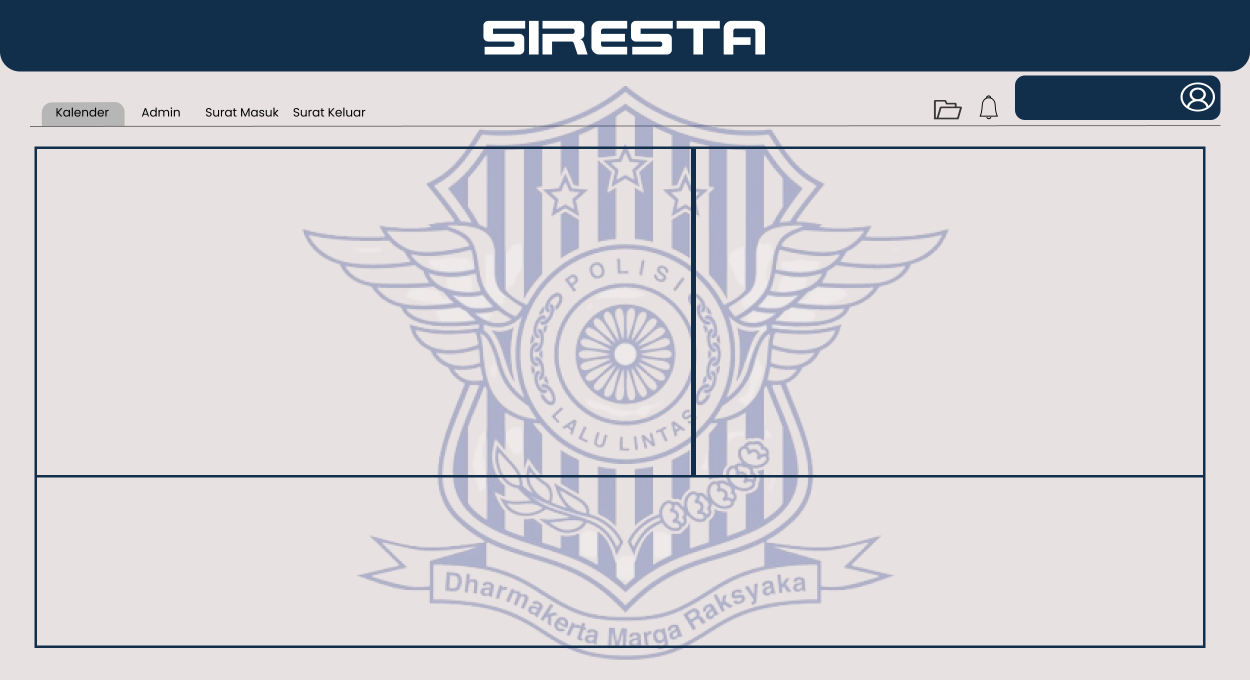 SIRESTA
Kalender
Admin
Surat Masuk
Surat Keluar
POLISI
LALU LINTAS
Dharmakerta Marga Raksyaka